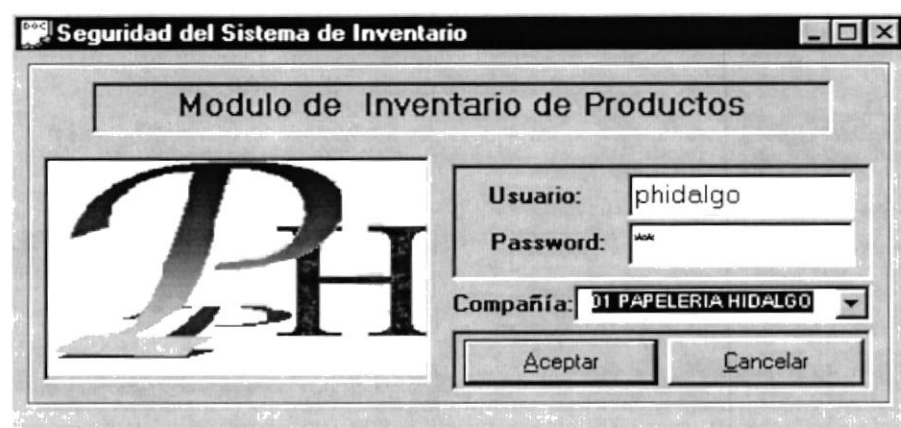 Seguridad del Sistema de Inventario
Modulo de Inventario de Productos
PH
Usuario: phidalgo
Password: **
Compañía: 01 PAPELERIA HIDALGO
Aceptar
Cancelar